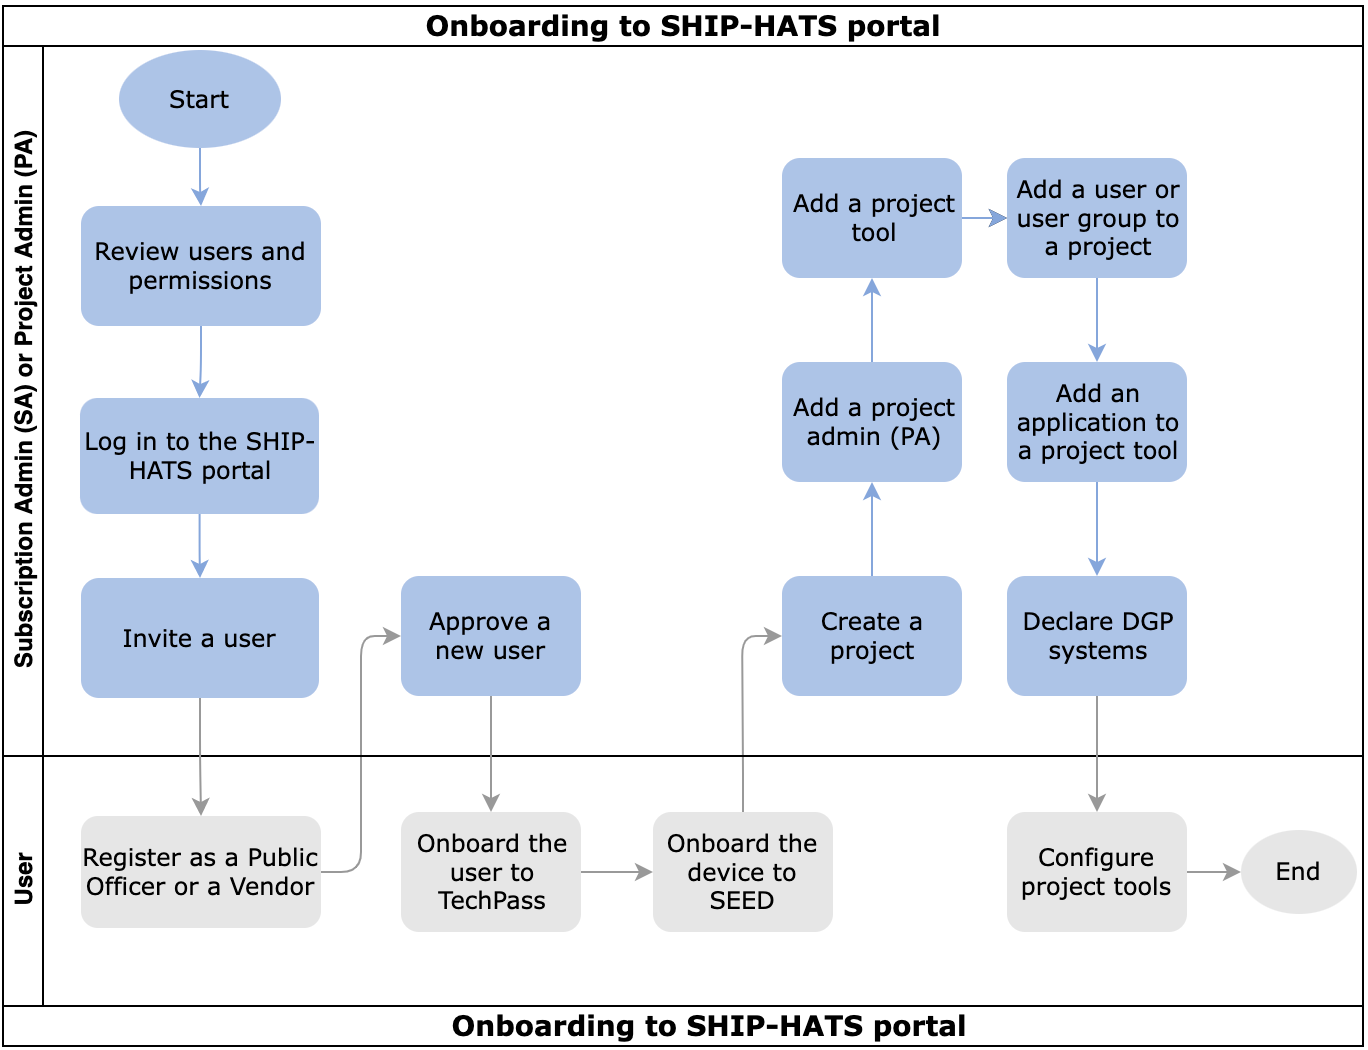 Onboarding to SHIP-HATS portal
Subscription Admin (SA) or Project Admin (PA)
Start
Review users and
permissions
Log in to the SHIP-
HATS portal
Invite a user
Approve a
new user
Create a
project
Add a project
admin (PA)
Add a project
tool
Add a user or
user group to
a project
Add an
application to
a project tool
Declare DGP
systems
User
Register as a Public
Officer or a Vendor
Onboard the
user to
TechPass
Onboard the
device to
SEED
Configure
project tools
End
Onboarding to SHIP-HATS portal